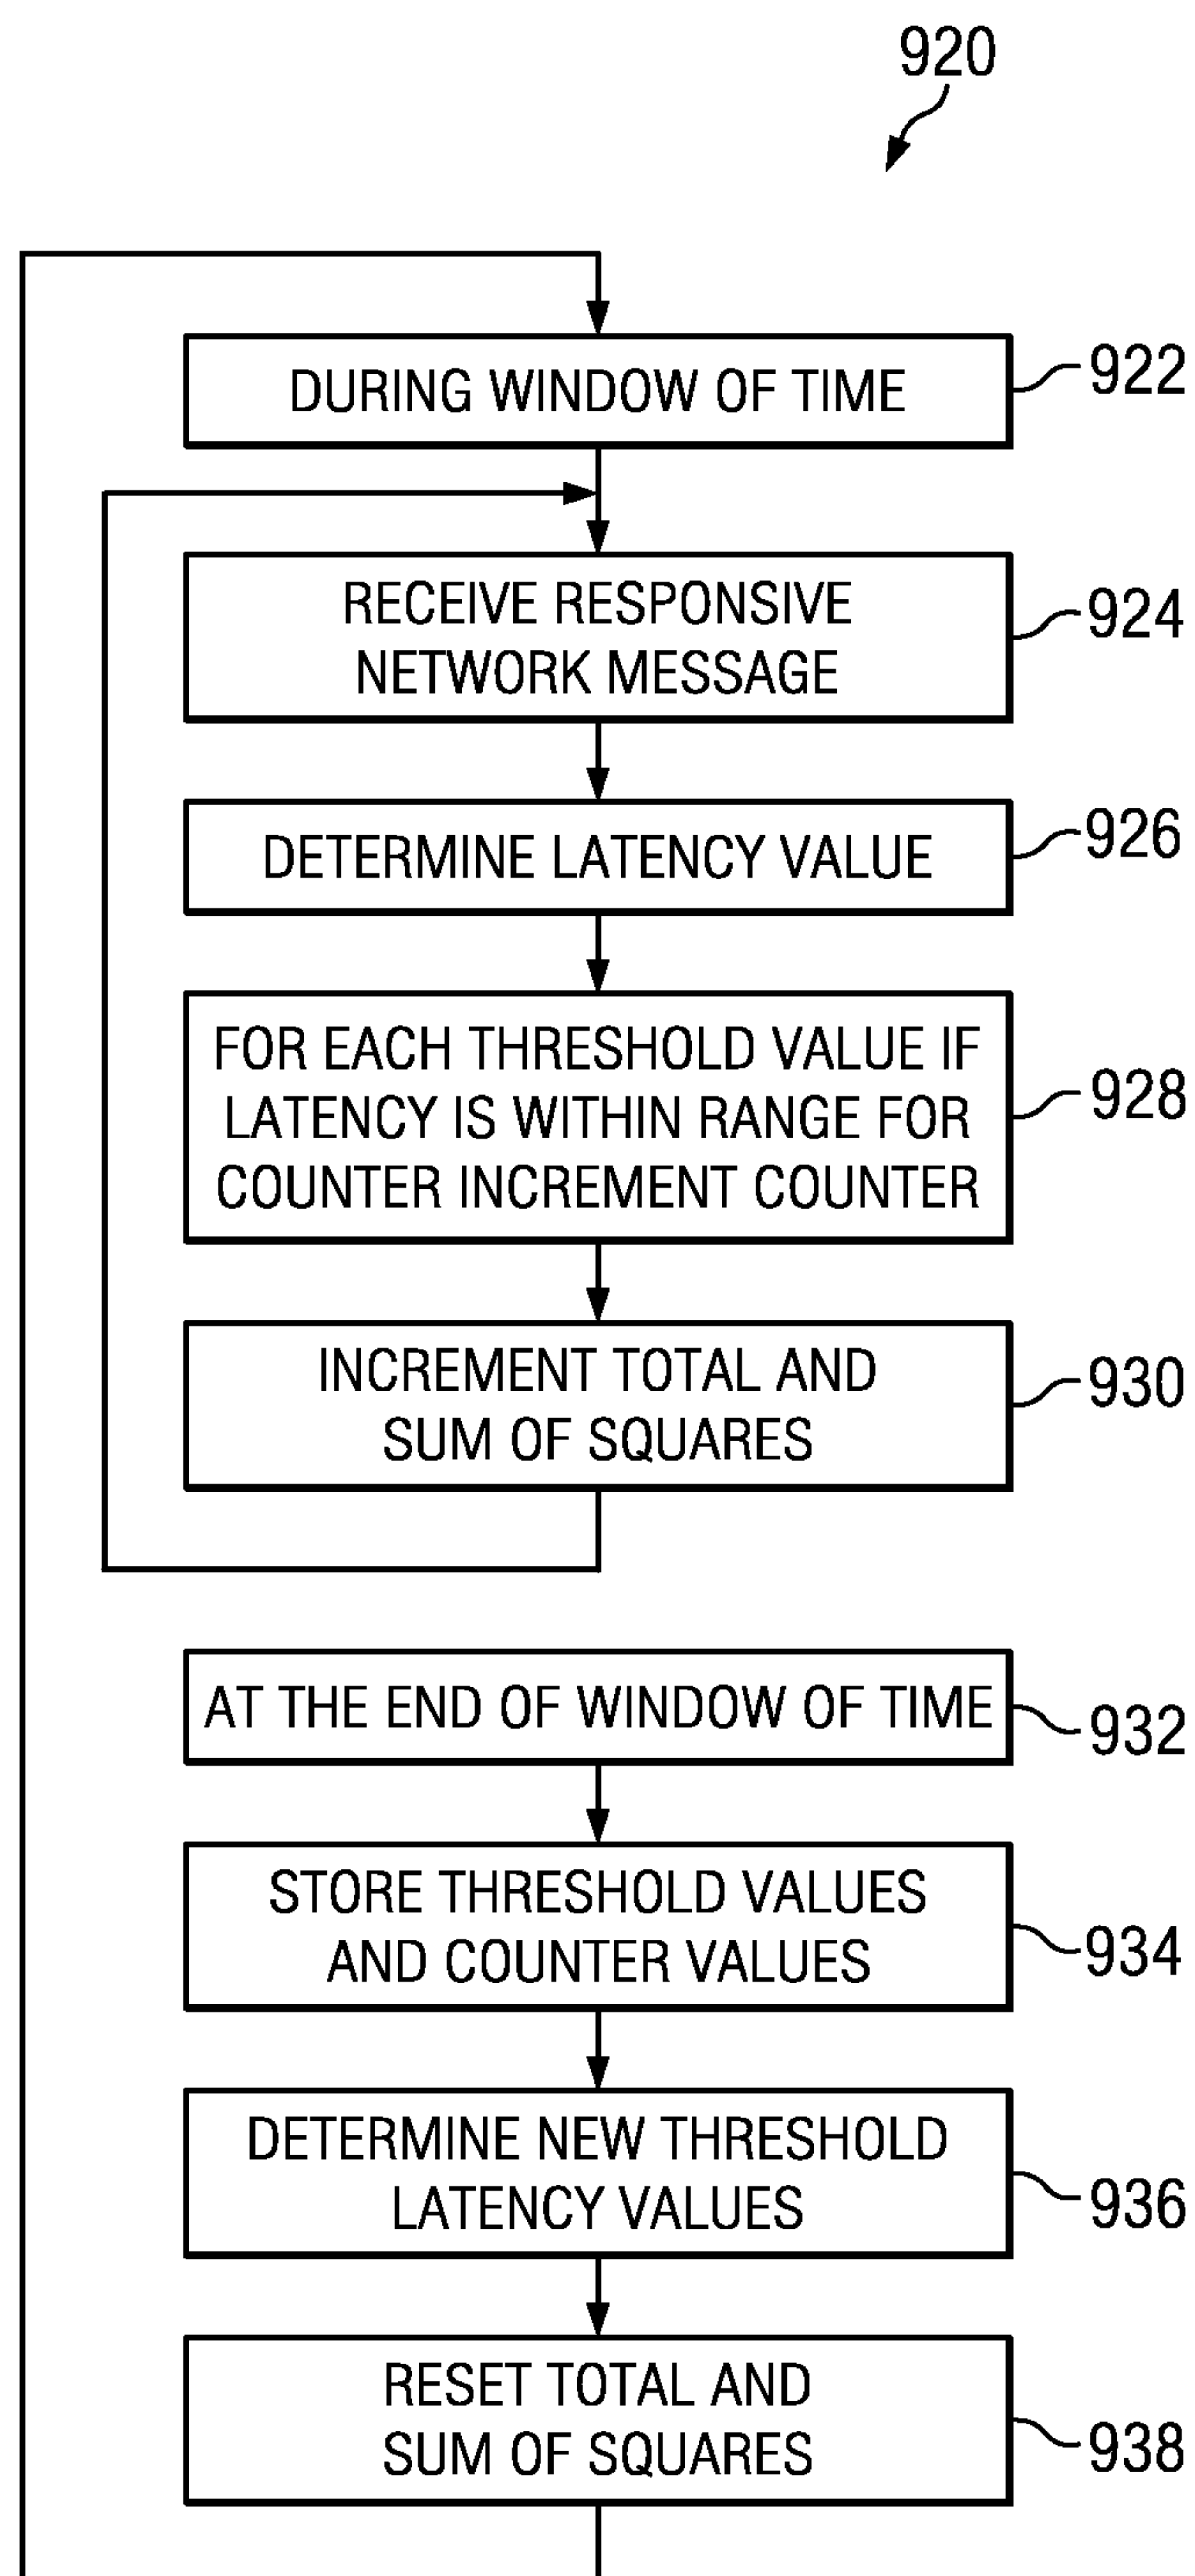 920
DURING WINDOW OF TIME
922
RECEIVE RESPONSIVE
NETWORK MESSAGE
924
DETERMINE LATENCY VALUE
926
FOR EACH THRESHOLD VALUE IF
LATENCY IS WITHIN RANGE FOR
COUNTER INCREMENT COUNTER
928
INCREMENT TOTAL AND
SUM OF SQUARES
930
AT THE END OF WINDOW OF TIME
932
STORE THRESHOLD VALUES
AND COUNTER VALUES
934
DETERMINE NEW THRESHOLD
LATENCY VALUES
936
RESET TOTAL AND
SUM OF SQUARES
938